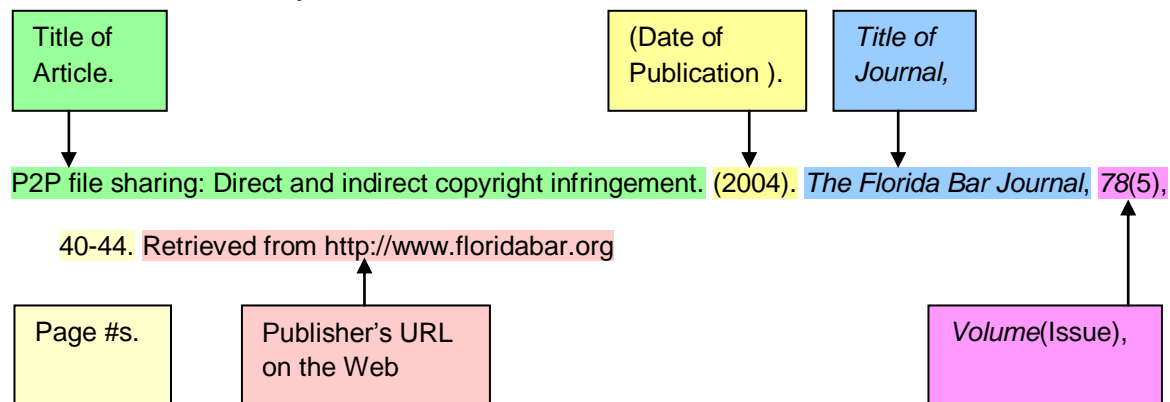 Title of
Article.
(Date of
Publication ).
Title of
Journal,
P2P file sharing: Direct and indirect copyright infringement. (2004). The Florida Bar Journal, 78(5),
40-44. Retrieved from http://www.floridabar.org
Page #s.
Publisher’s URL
on the Web
Volume(Issue),